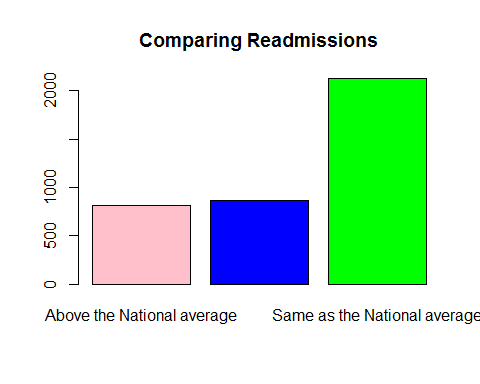 Comparing Readmissions
2000
1000
500
0
Above the National average
Same as the National average